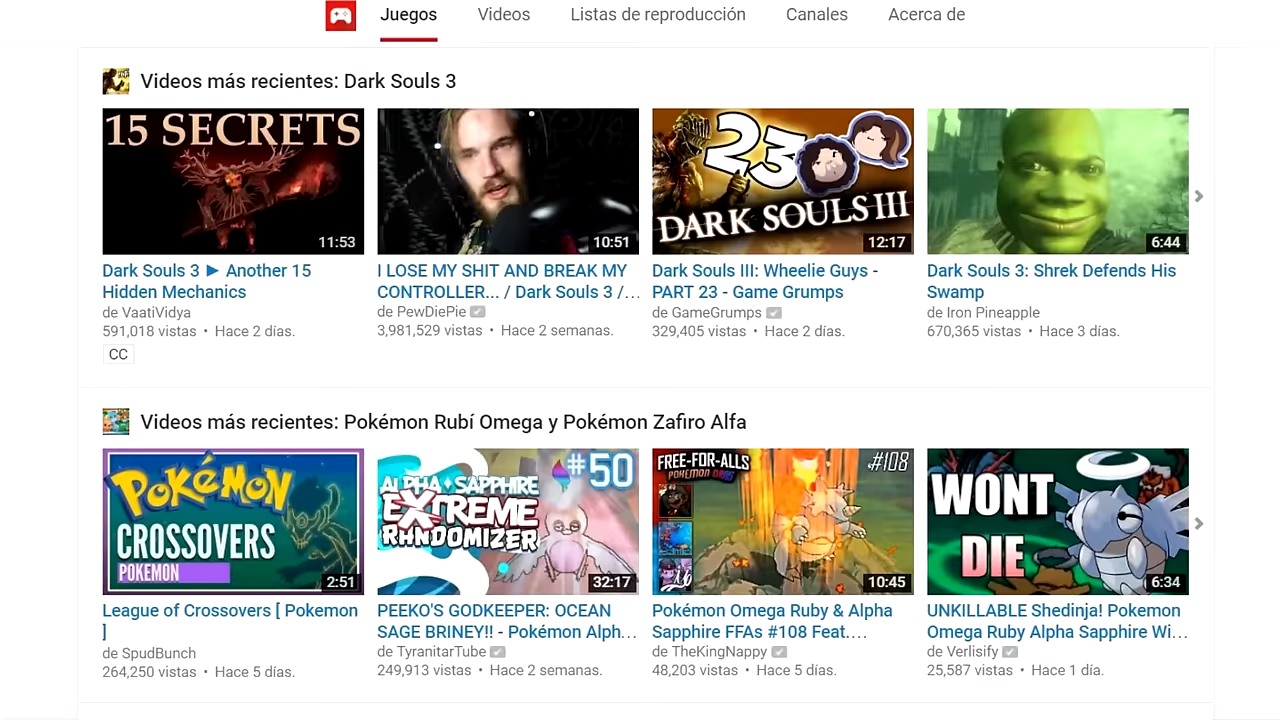 Juegos Videos Listas de reproducción Canales Acerca de
Videos más recientes: Dark Souls 3
15 SECRETS
11:53
10:51
23
DARK SOULS III
12:17
6:44
Dark Souls 3 ► Another 15
Hidden Mechanics
de VaatiVidya
591,018 vistas • Hace 2 días.
CC
I LOSE MY SHIT AND BREAK MY
CONTROLLER... / Dark Souls 3 /…
de PewDiePie
3,981,529 vistas • Hace 2 semanas.
Dark Souls III: Wheelie Guys -
PART 23 - Game Grumps
de GameGrumps
329,405 vistas • Hace 2 días.
Dark Souls 3: Shrek Defends His
Swamp
de Iron Pineapple
670,365 vistas • Hace 3 días.
Videos más recientes: Pokémon Rubí Omega y Pokémon Zafiro Alfa
POKéMON
CROSSOVERS
POKEMON
2:51
#50
ALPHA SAPPHIRE
EXTREME
RANDOMIZER
32:17
FREE-FOR-ALLS
POKEMON ORAS
#108
10:45
WONT
DIE
6:34
League of Crossovers [ Pokemon
]
de SpudBunch
264,250 vistas • Hace 5 días.
PEEKO'S GODKEEPER: OCEAN
SAGE BRINEY!! - Pokémon Alph…
de TyranitarTube
249,913 vistas • Hace 2 semanas.
Pokémon Omega Ruby & Alpha
Sapphire FFAs #108 Feat.…
de TheKingNappy
48,203 vistas • Hace 5 días.
UNKILLABLE Shedinja! Pokemon
Omega Ruby Alpha Sapphire Wi…
de Verlisify
25,587 vistas • Hace 1 día.